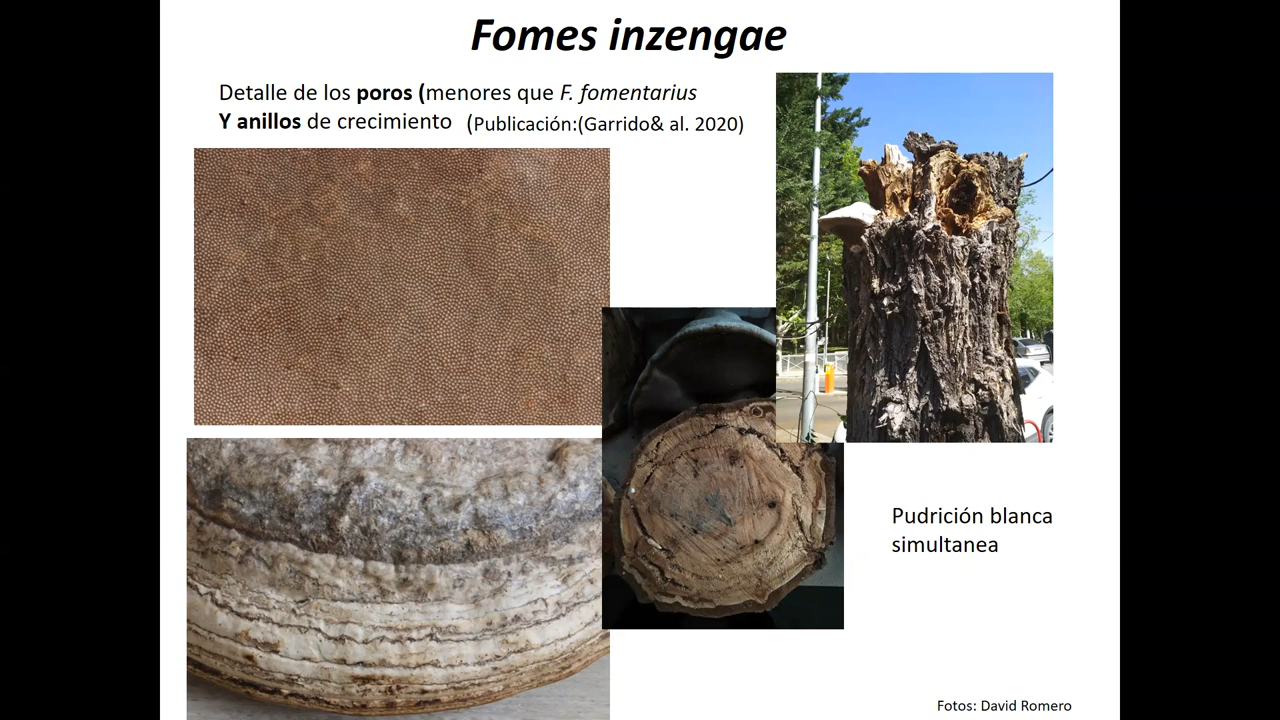 Fomes inzengae
Detalle de los poros (menores que F. fomentarius
Y anillos de crecimiento (Publicación:(Garrido& al. 2020)
Pudrición blanca
simultanea
Fotos: David Romero